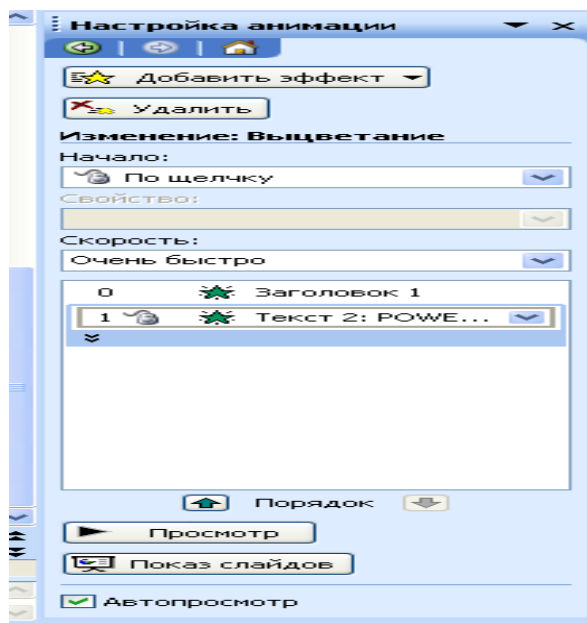 Настройка анимации
Добавить эффект
Удалить
Изменение: Выцветание
Начало:
По щелчку
Свойство:
Скорость:
Очень быстро
0 Заголовок 1
1 Текст 2: POWE...
Порядок
Просмотр
Показ слайдов
Автопросмотр